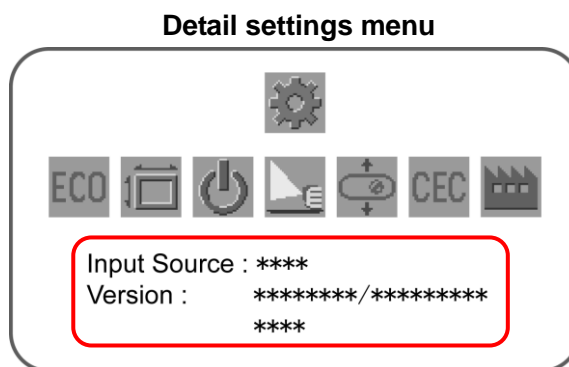 Detail settings menu
ECO CEC
Input Source : ****
Version : ********/*********
****